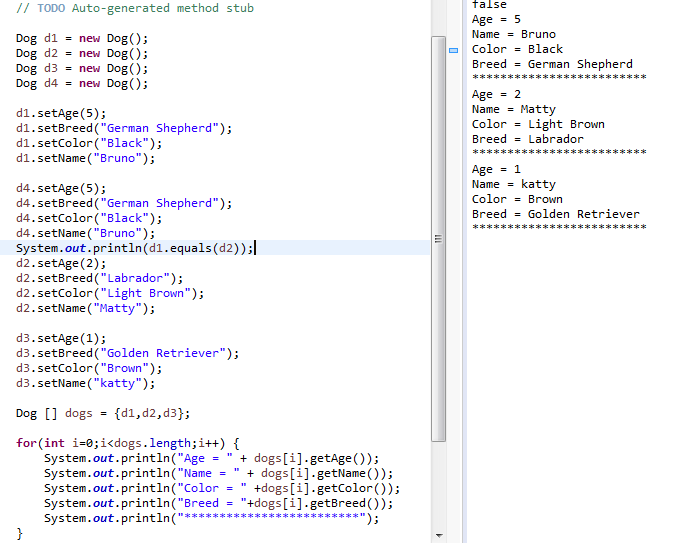 // TODO Auto-generated method stub
Dog d1 = new Dog();
Dog d2 = new Dog();
Dog d3 = new Dog();
Dog d4 = new Dog();
d1.setAge(5);
d1.setBreed("German Shepherd");
d1.setColor("Black");
d1.setName("Bruno");
d4.setAge(5);
d4.setBreed("German Shepherd");
d4.setColor("Black");
d4.setName("Bruno");
System.out.println(d1.equals(d2));
d2.setAge(2);
d2.setBreed("Labrador");
d2.setColor("Light Brown");
d2.setName("Matty");
d3.setAge(1);
d3.setBreed("Golden Retriever");
d3.setColor("Brown");
d3.setName("katty");
Dog [] dogs = {d1,d2,d3};
for(int i=0;i<dogs.length;i++) {
System.out.println("Age = " + dogs[i].getAge());
System.out.println("Name = " + dogs[i].getName());
System.out.println("Color = " +dogs[i].getColor());
System.out.println("Breed = "+dogs[i].getBreed());
System.out.println("*************************");
}
false
Age = 5
Name = Bruno
Color = Black
Breed = German Shepherd
*************************
Age = 2
Name = Matty
Color = Light Brown
Breed = Labrador
*************************
Age = 1
Name = katty
Color = Brown
Breed = Golden Retriever
*************************